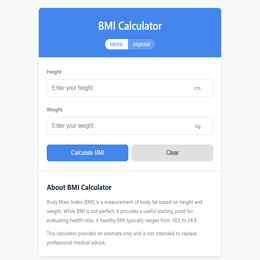 BMI Calculator
Metric Imperial
Height
Enter your height cm
Weight
Enter your weight kg
Calculate BMI Clear
About BMI Calculator
Body Mass Index (BMI) is a measurement of body fat based on height and
weight. While BMI is not perfect, it provides a useful starting point for
evaluating health risks. A healthy BMI typically ranges from 18.5 to 24.9.
This calculator provides an estimate only and is not intended to replace
professional medical advice.